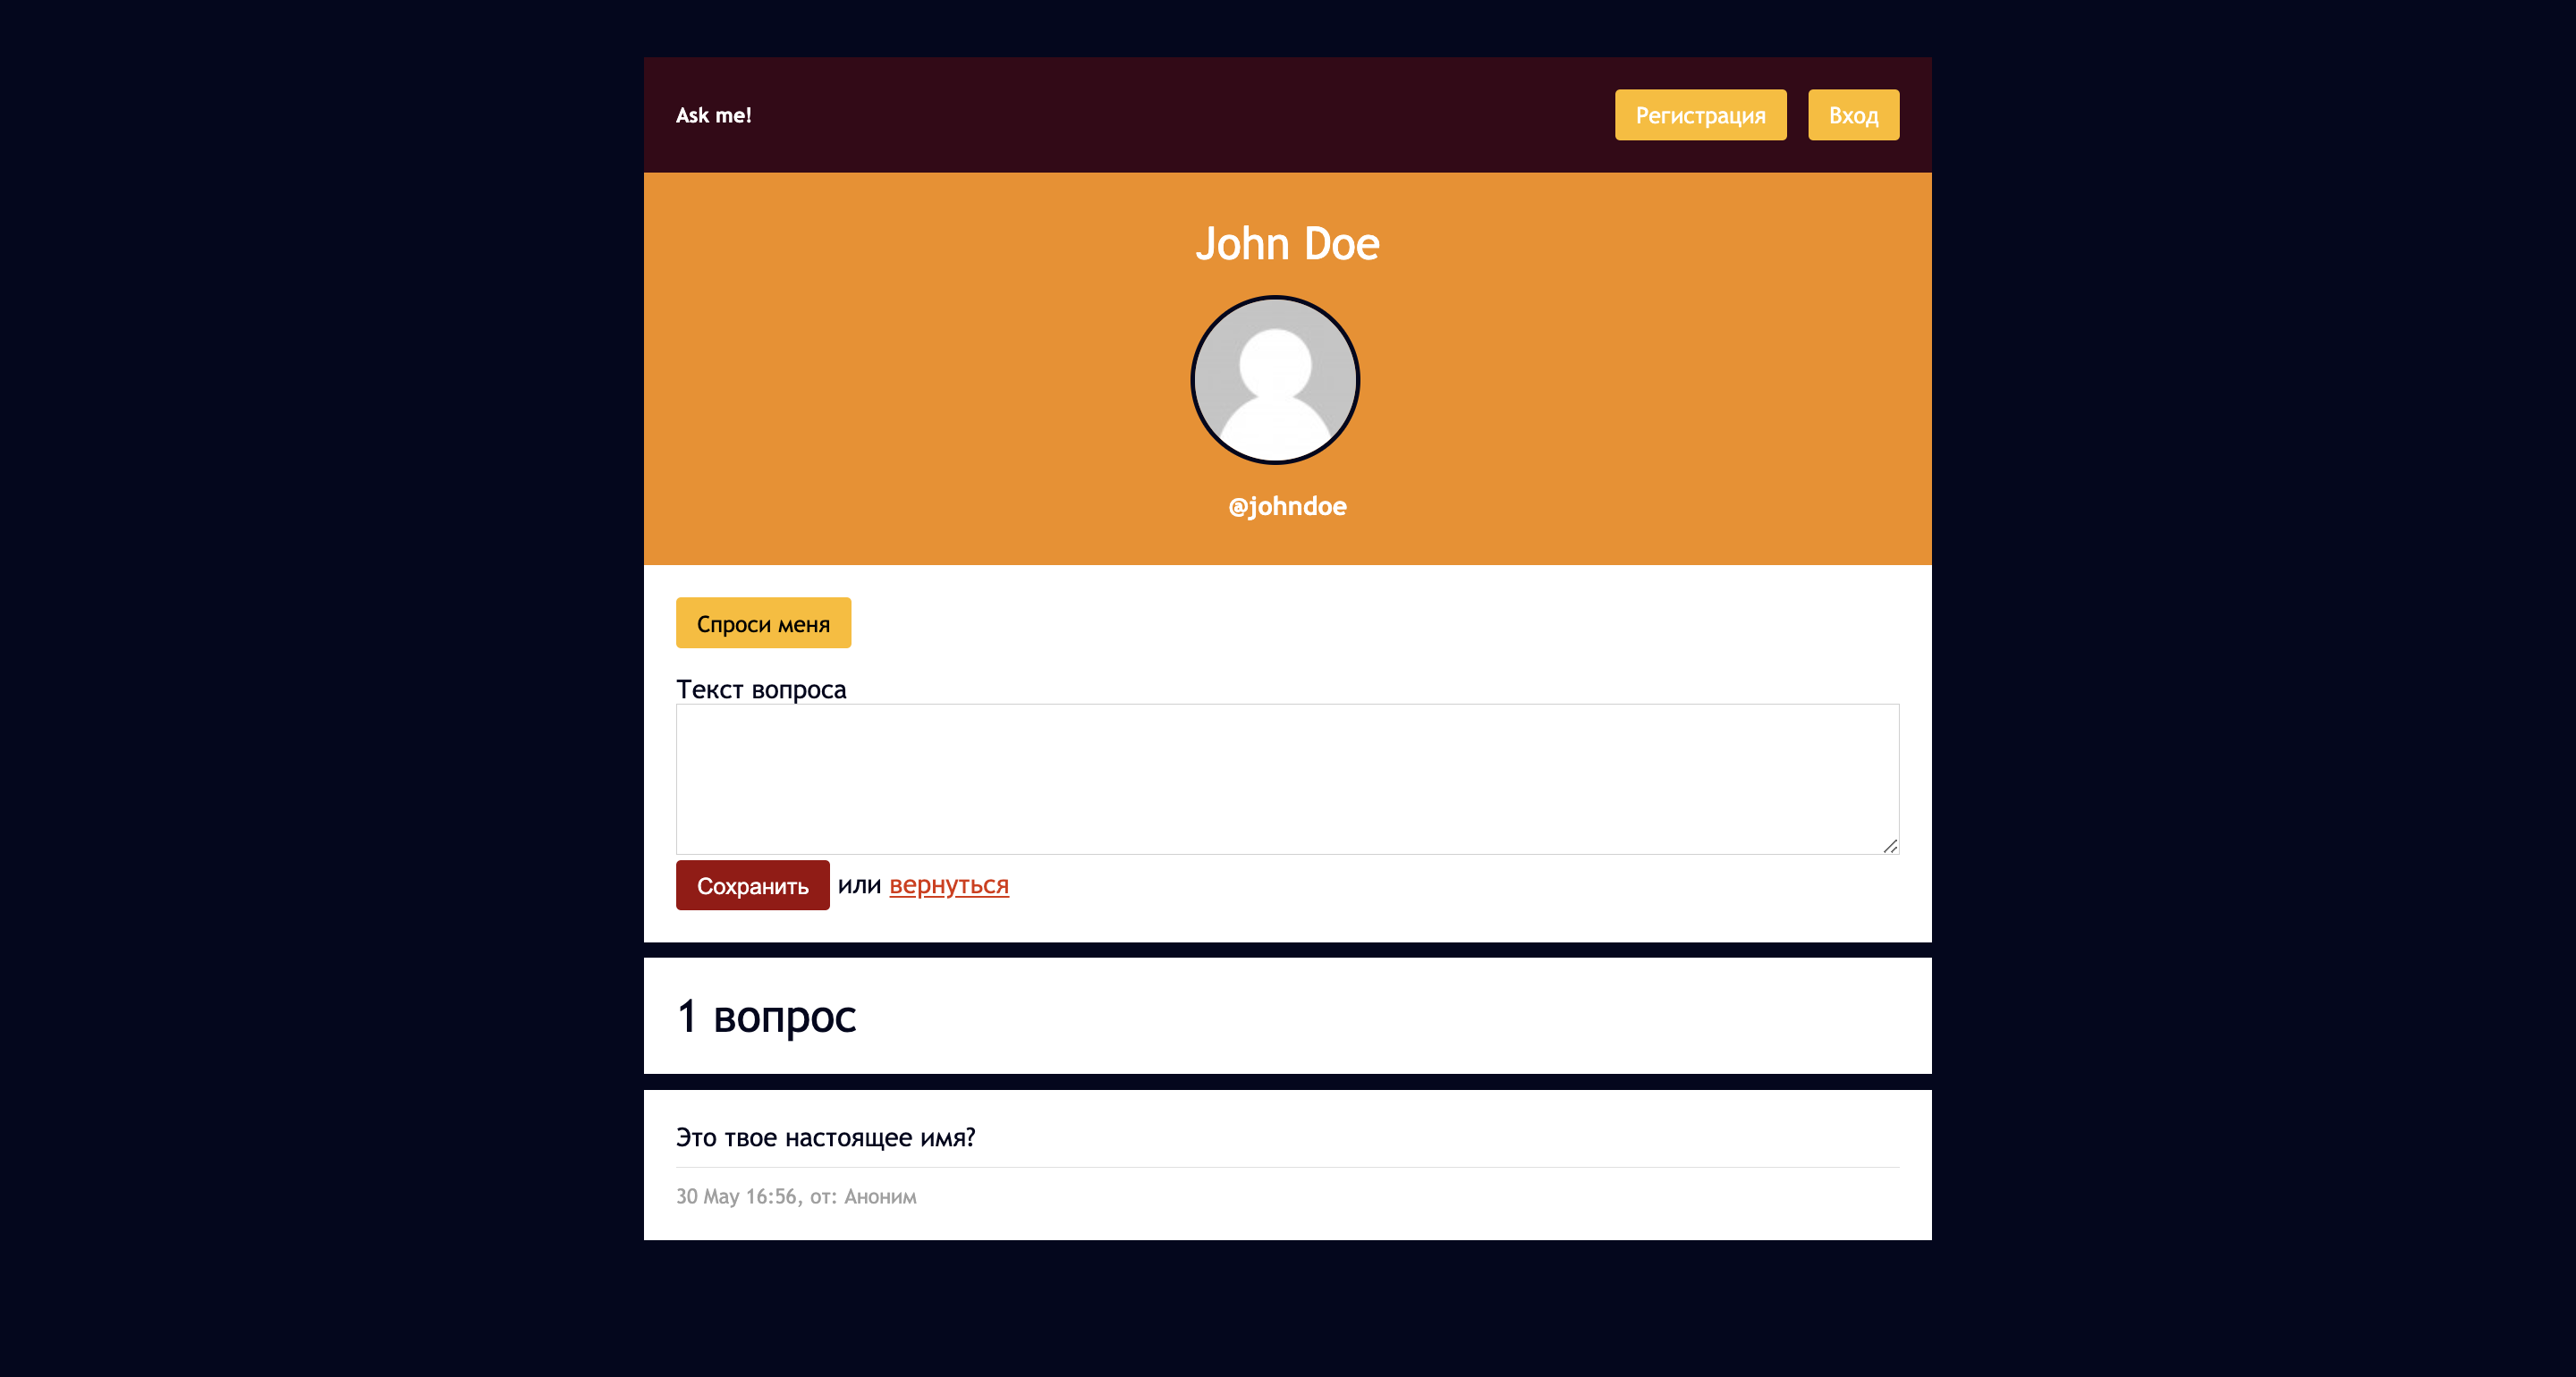 Ask me!
Регистрация Вход
John Doe
@johndoe
Спроси меня
Текст вопроса
Сохранить или вернуться
1 вопрос
Это твое настоящее имя?
30 May 16:56, от: Аноним